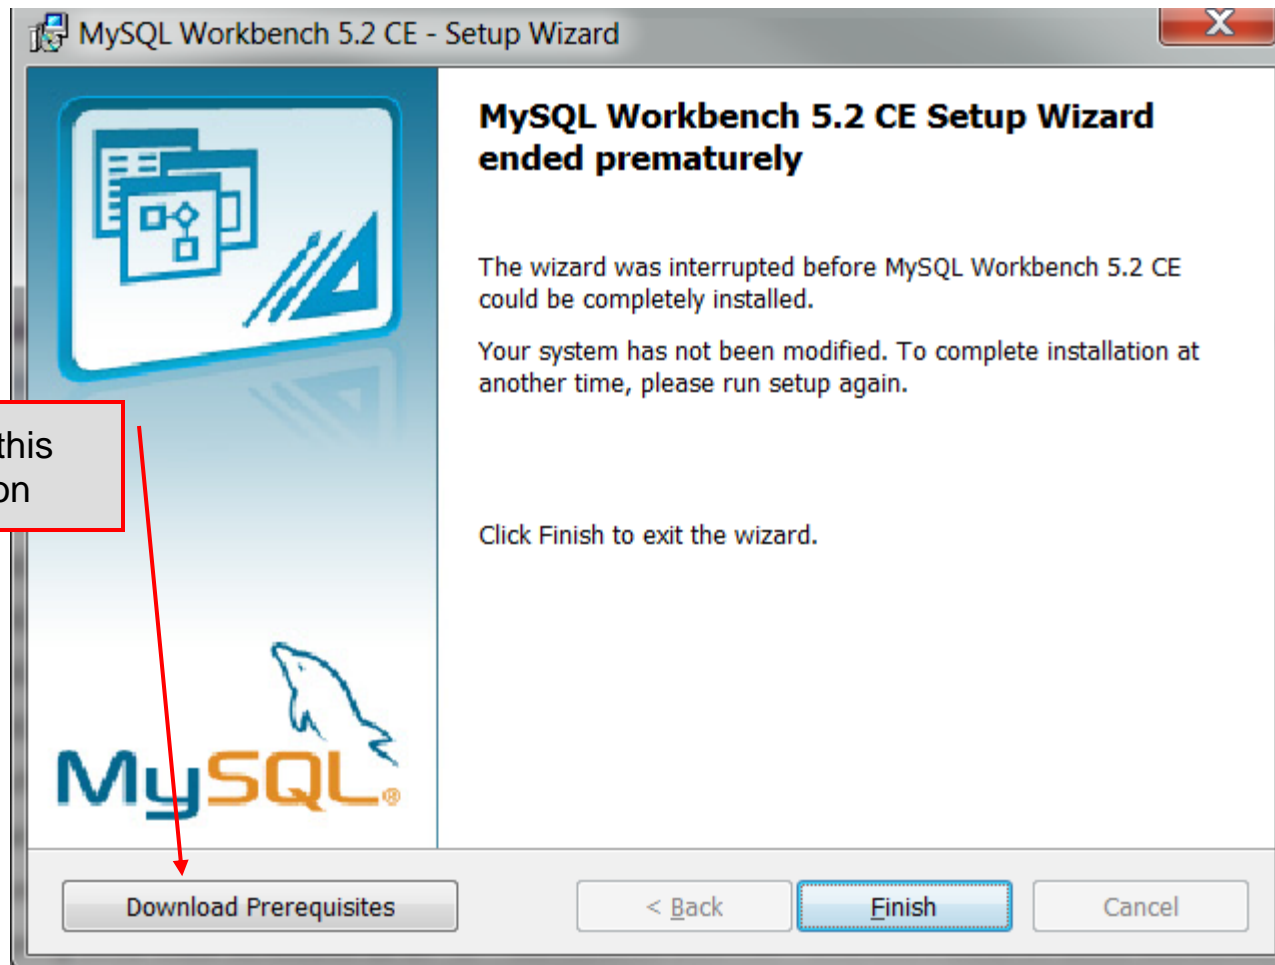 MySQL Workbench 5.2 CE - Setup Wizard
X
MySQL Workbench 5.2 CE Setup Wizard
ended prematurely
The wizard was interrupted before MySQL Workbench 5.2 CE
could be completely installed.
Your system has not been modified. To complete installation at
another time, please run setup again.
this
on
Click Finish to exit the wizard.
MySQL®
Download Prerequisites
< Back
Finish
Cancel